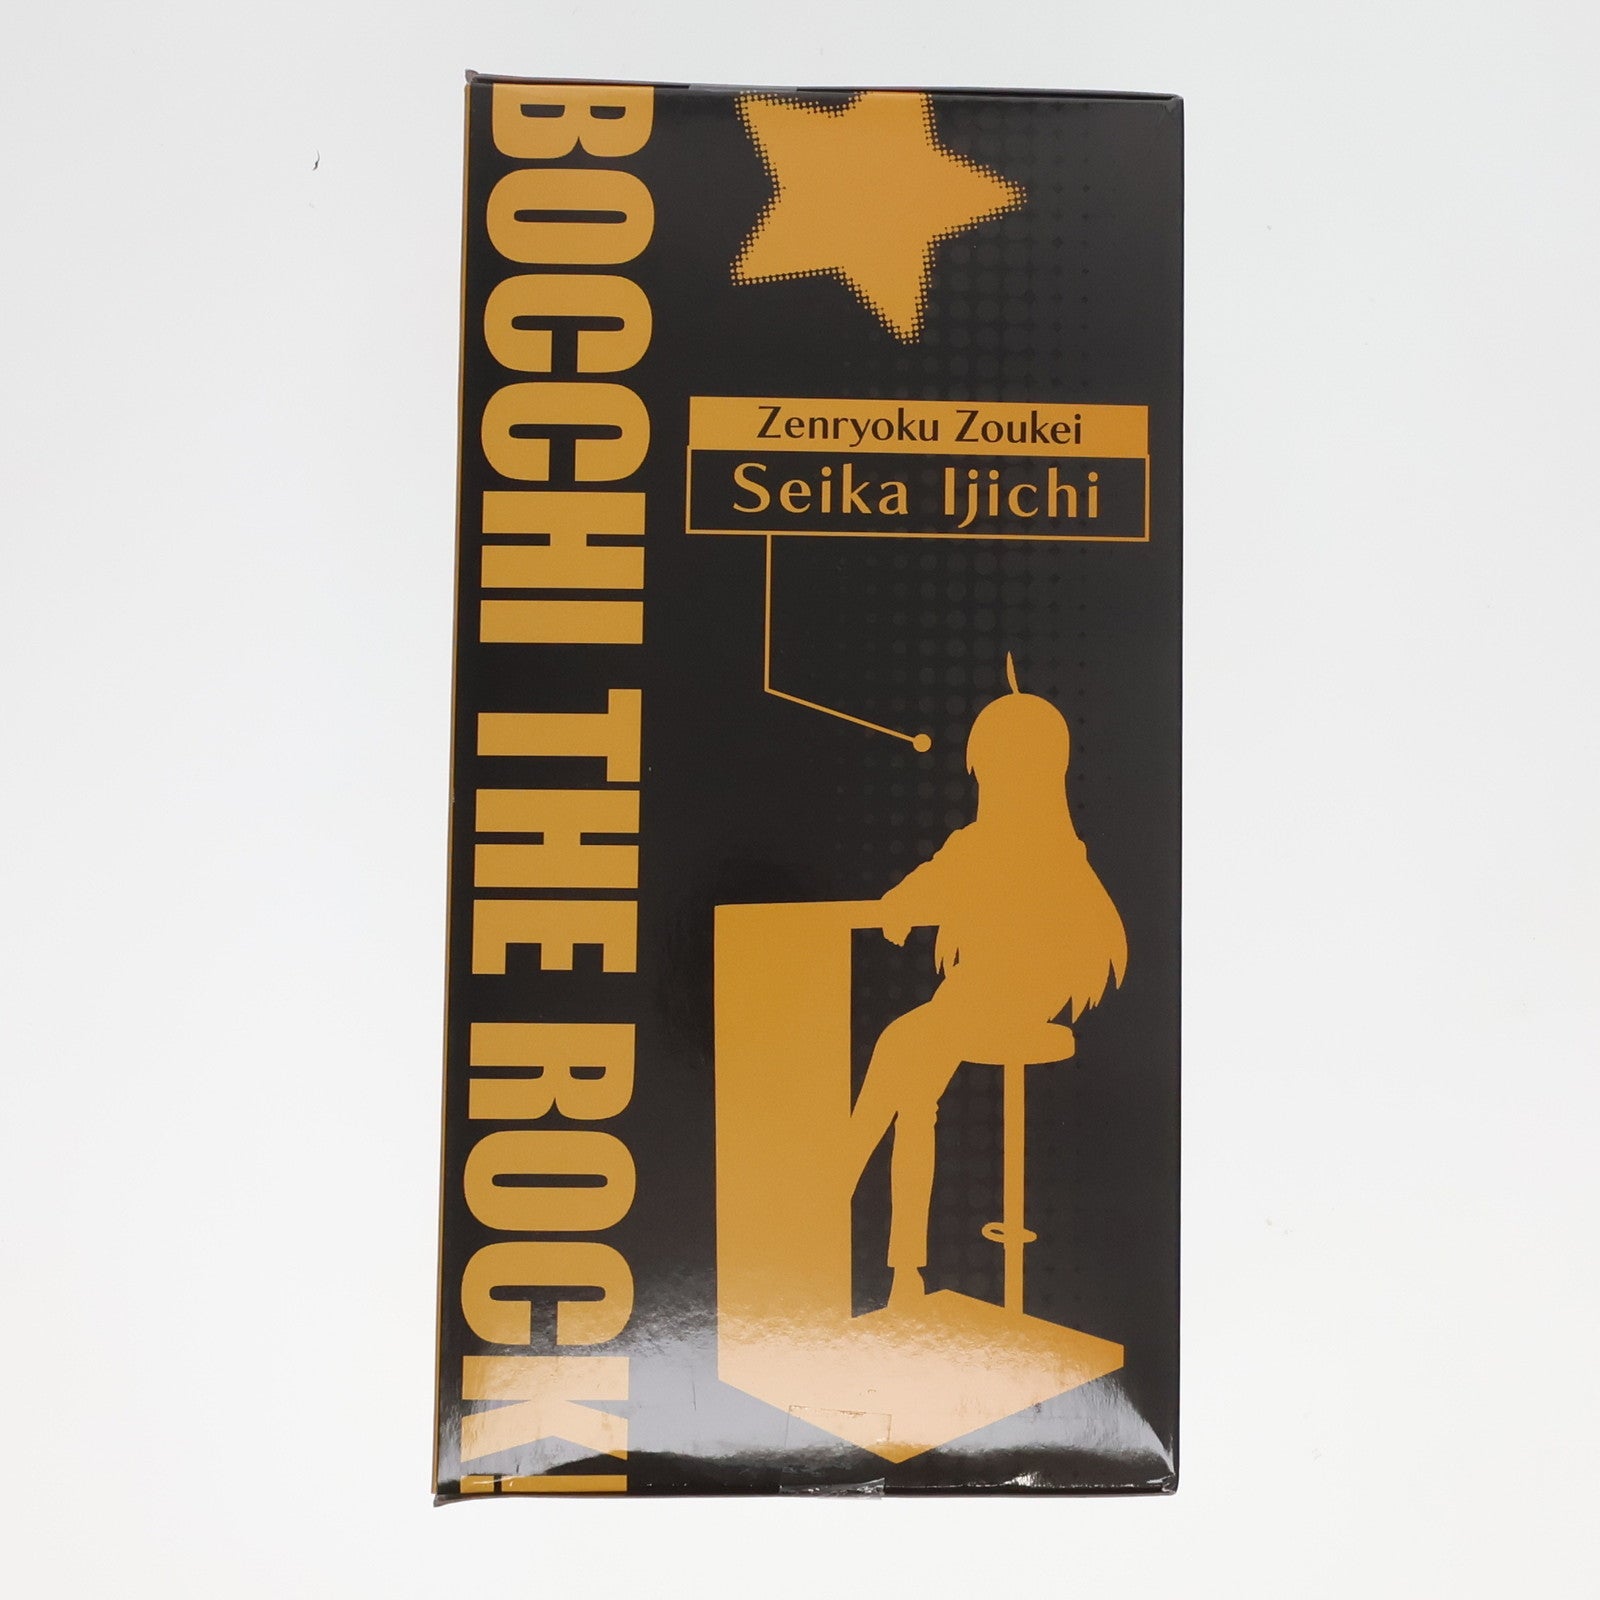 BOCCHI THE ROCK!
Zenryoku Zoukei
Seika Ijichi